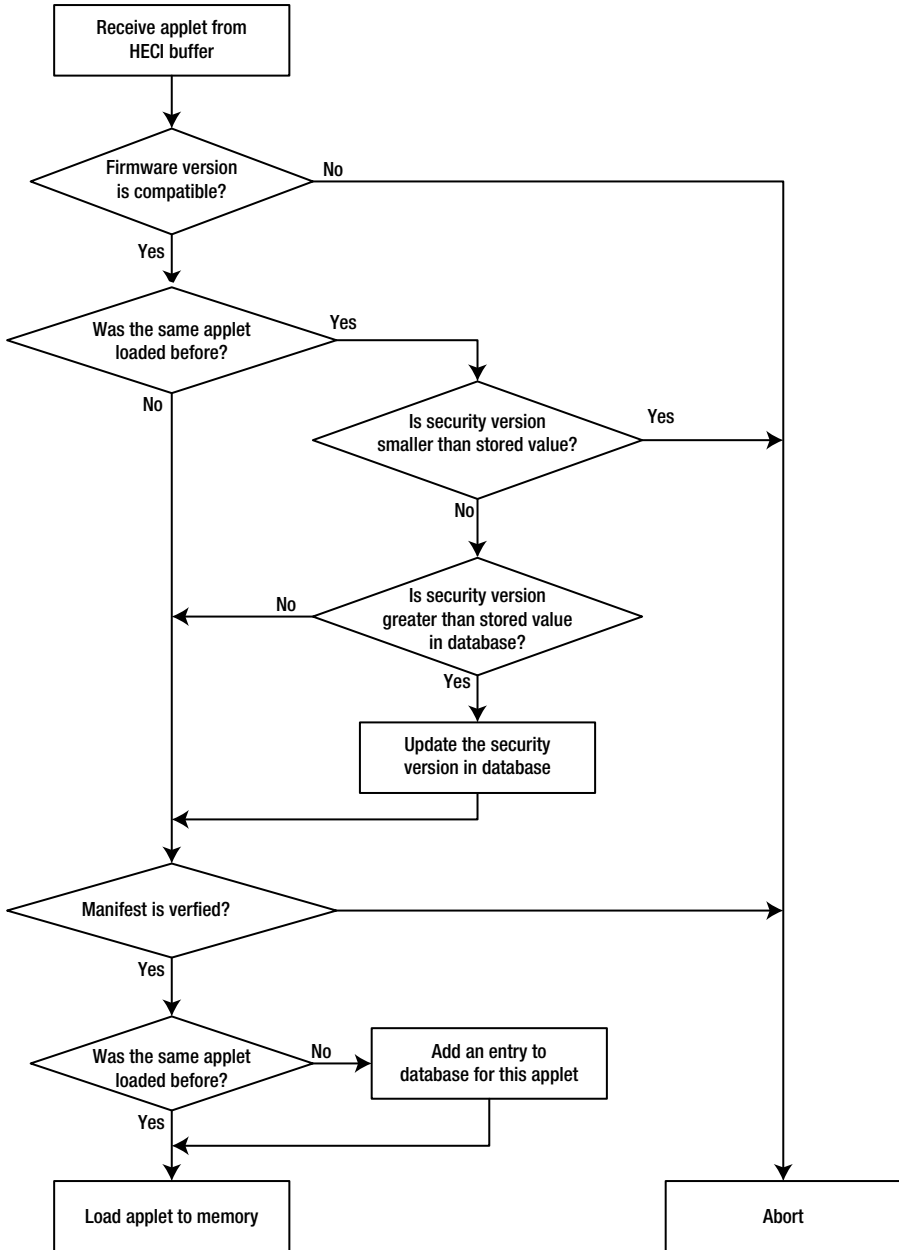 Receive applet from
HECI buffer
Firmware version
is compatible?
No
Yes
Was the same applet
loaded before?
Yes
No
Is security version
smaller than stored value?
Yes
No
Is security version
greater than stored value
in database?
No
Yes
Update the security
version in database
Manifest is verfied?
Yes
Was the same applet
loaded before?
No
Add an entry to
database for this applet
Yes
Load applet to memory
Abort